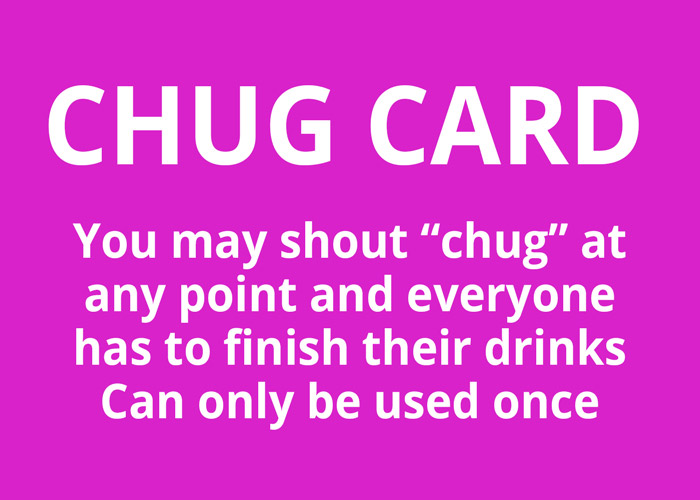 CHUG CARD
You may shout “chug” at
any point and everyone
has to finish their drinks
Can only be used once